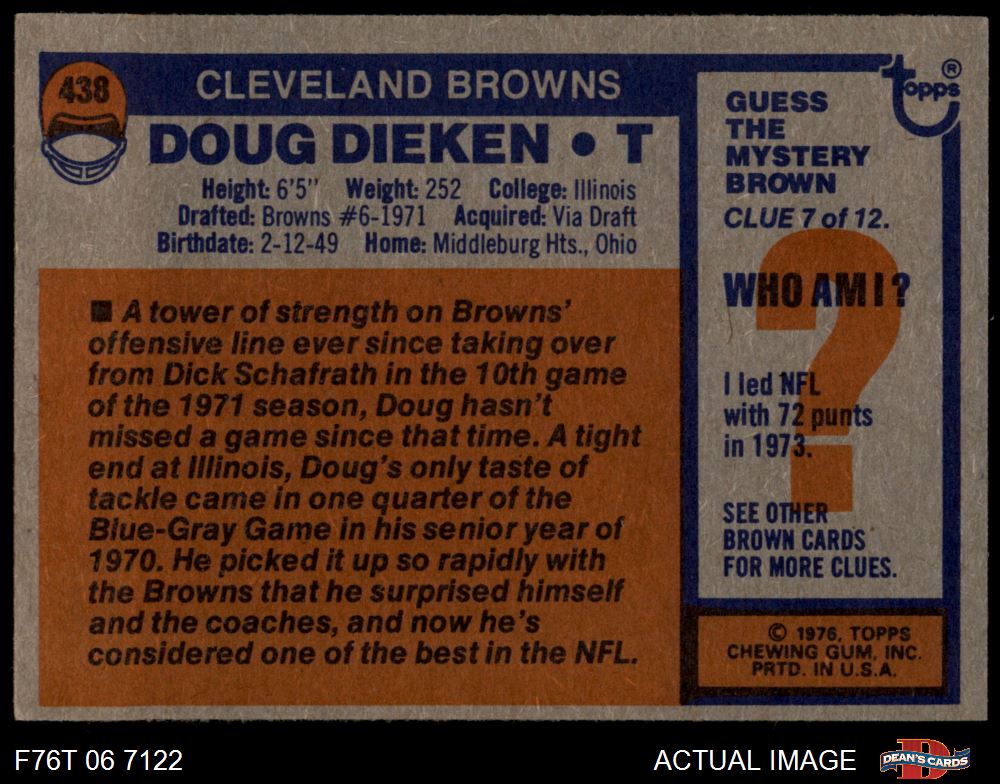 438
CLEVELAND BROWNS
DOUG DIEKEN • T
Height: 6'5" Weight: 252 College: Illinois
Drafted: Browns #6-1971 Acquired: Via Draft
Birthdate: 2-12-49 Home: Middleburg Hts., Ohio
■ A tower of strength on Browns'
offensive line ever since taking over
from Dick Schafrath in the 10th game
of the 1971 season, Doug hasn't
missed a game since that time. A tight
end at Illinois, Doug's only taste of
tackle came in one quarter of the
Blue-Gray Game in his senior year of
1970. He picked it up so rapidly with
the Browns that he surprised himself
and the coaches, and now he's
considered one of the best in the NFL.
Topps ®
GUESS
THE
MYSTERY
BROWN
CLUE 7 of 12.
?
WHO AM I?
I led NFL
with 72 punts
in 1973.
SEE OTHER
BROWN CARDS
FOR MORE CLUES.
© 1976, TOPPS
CHEWING GUM, INC.
PRTD. IN U.S.A.
F76T 06 7122
ACTUAL IMAGE
D
DEAN'S CARDS